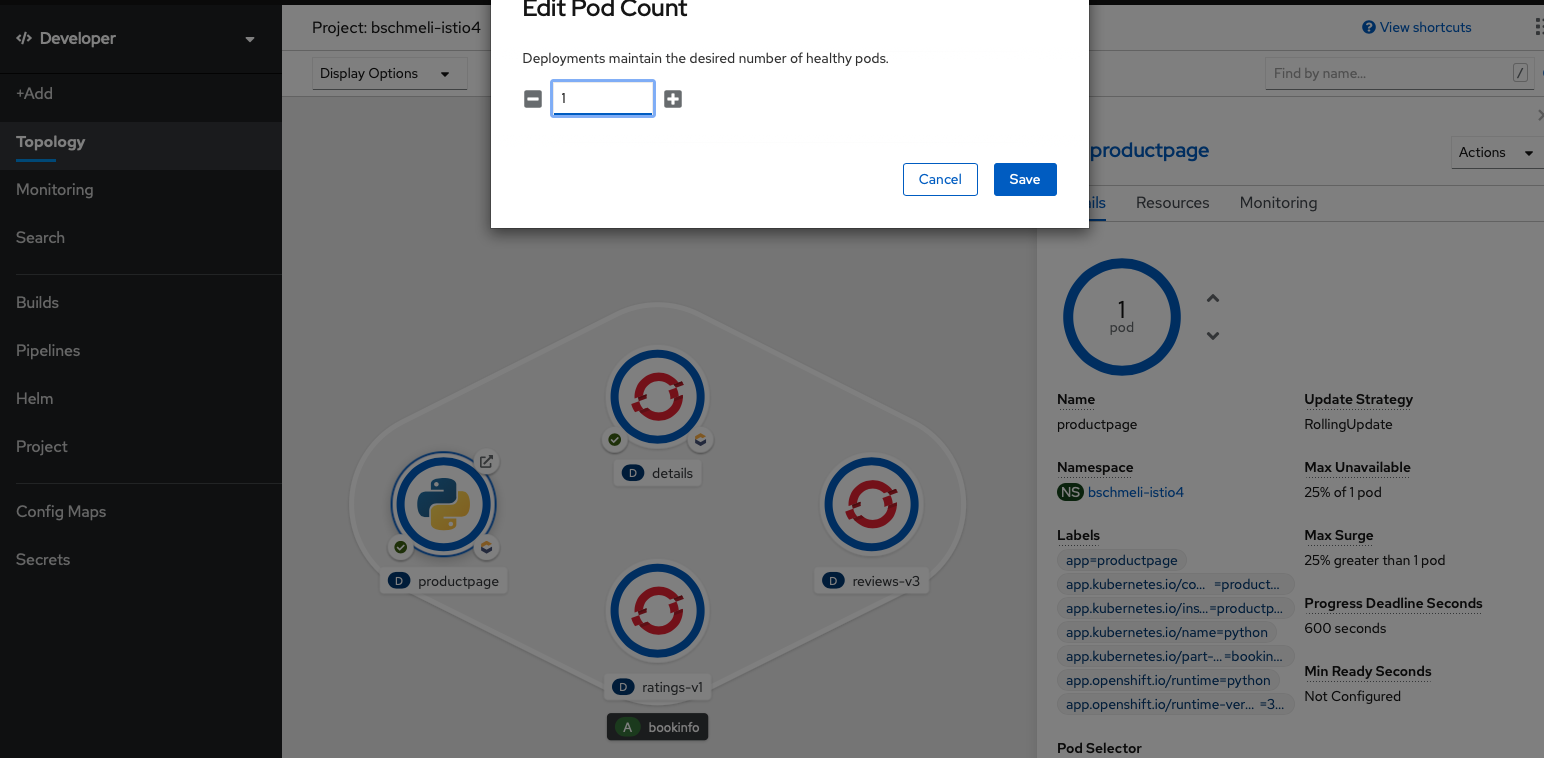 Developer
+Add
Topology
Monitoring
Search
Builds
Pipelines
Helm
Project
Config Maps
Secrets
Project: bschmeli-istio4
View shortcuts
Display Options
Find by name...
/
Edit Pod Count
Deployments maintain the desired number of healthy pods.
1
Cancel
Save
D details
D productpage
D reviews-v3
D ratings-v1
A bookinfo
productpage
Actions
ils
Resources
Monitoring
1
pod
Name
productpage
Namespace
NS bschmeli-istio4
Labels
app=productpage
app.kubernetes.io/co... =product...
app.kubernetes.io/ins...=productp...
app.kubernetes.io/name=python
app.kubernetes.io/part-...=bookin...
app.openshift.io/runtime=python
app.openshift.io/runtime-ver... =3...
Pod Selector
Update Strategy
RollingUpdate
Max Unavailable
25% of 1 pod
Max Surge
25% greater than 1 pod
Progress Deadline Seconds
600 seconds
Min Ready Seconds
Not Configured